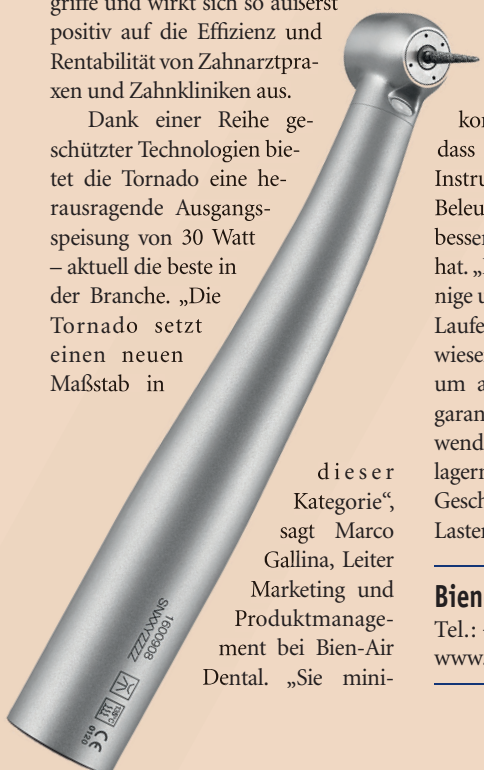 griffe und wirkt sich so äußerst
positiv auf die Effizienz und
Rentabilität von Zahnarztpra-
xen und Zahnkliniken aus.
Dank einer Reihe ge-
schützter Technologien bie-
tet die Tornado eine he-
rausragende Ausgangs-
speisung von 30 Watt
– aktuell die beste in
der Branche. „Die
Tornado setzt
einen neuen
Maßstab in
dieser
Kategorie“,
sagt Marco
Gallina, Leiter
Marketing und
Produktmanage-
ment bei Bien-Air
Dental. „Sie mini-
1600908
SNXXYZZZZ
135°C
CE
0120
dass
Instru
Beleu
besser
hat. „
nige u
Laufe
wiesen
um a
garan
wend
lagern
Gesch
Laster
Bien
Tel.:
www.